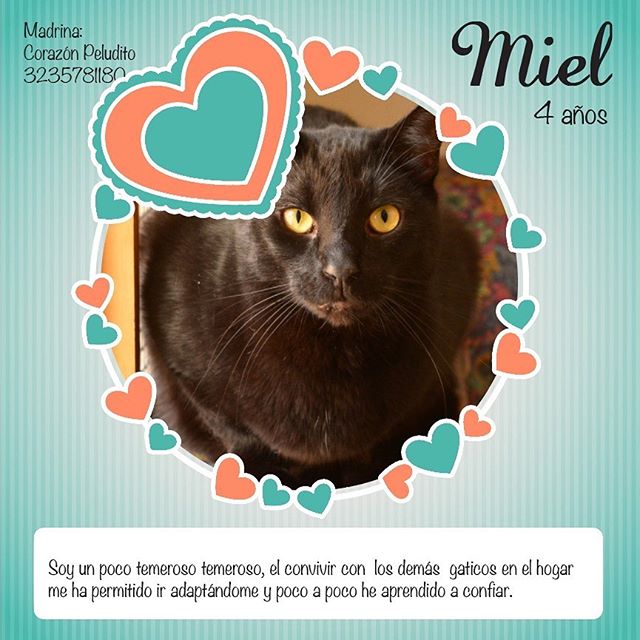 Madrina:
Corazón Peludito
3235781180
Miel
4 años
Soy un poco temeroso temeroso, el convivir con los demás gaticos en el hogar
me ha permitido ir adaptándome y poco a poco he aprendido a confiar.